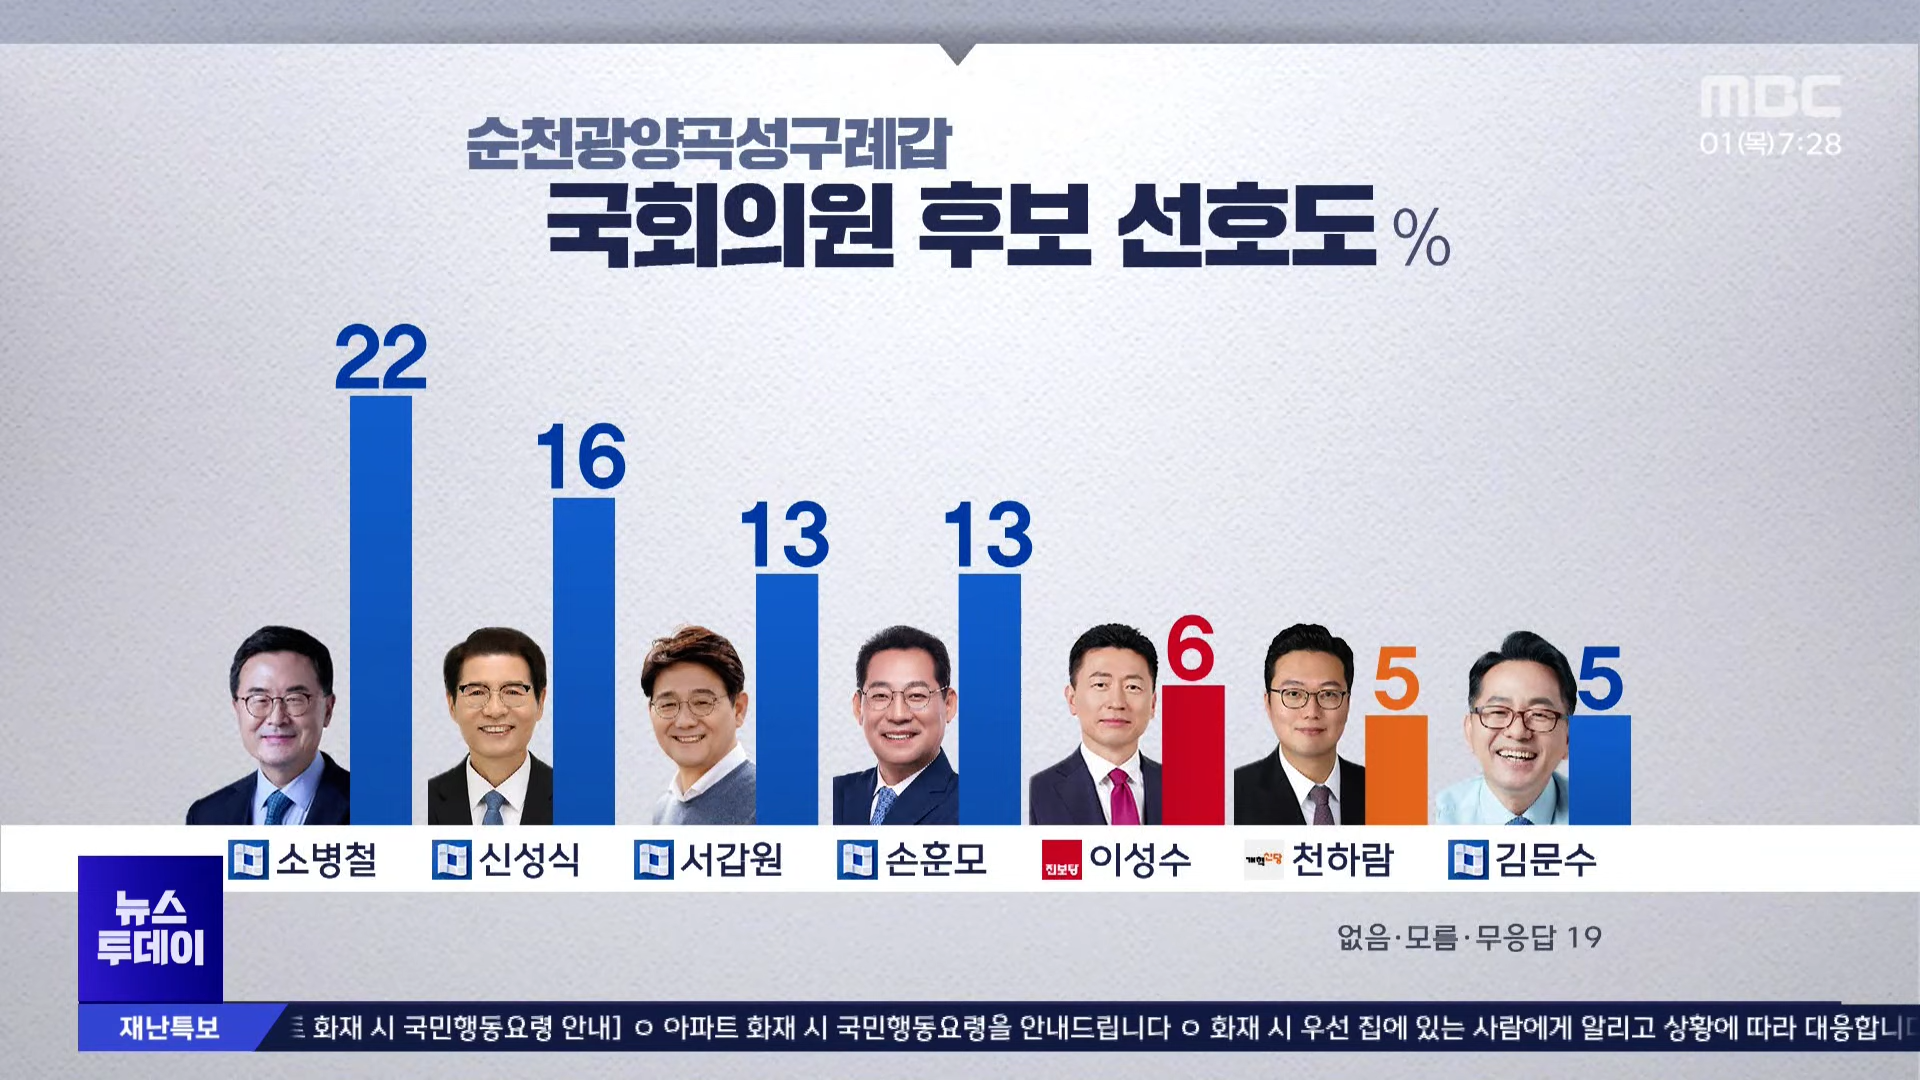 MBC
01(목)7:28
순천광양곡성구례갑
국회의원 후보 선호도 %
22
16
13
13
6
5
5
소병철
신성식
서갑원
손훈모
진보당 이성수
개혁신당 천하람
김문수
없음·모름·무응답 19
뉴스
투데이
재난특보
트 화재 시 국민행동요령 안내] ㅇ 아파트 화재 시 국민행동요령을 안내드립니다 ㅇ 화재 시 우선 집에 있는 사람에게 알리고 상황에 따라 대응합니다